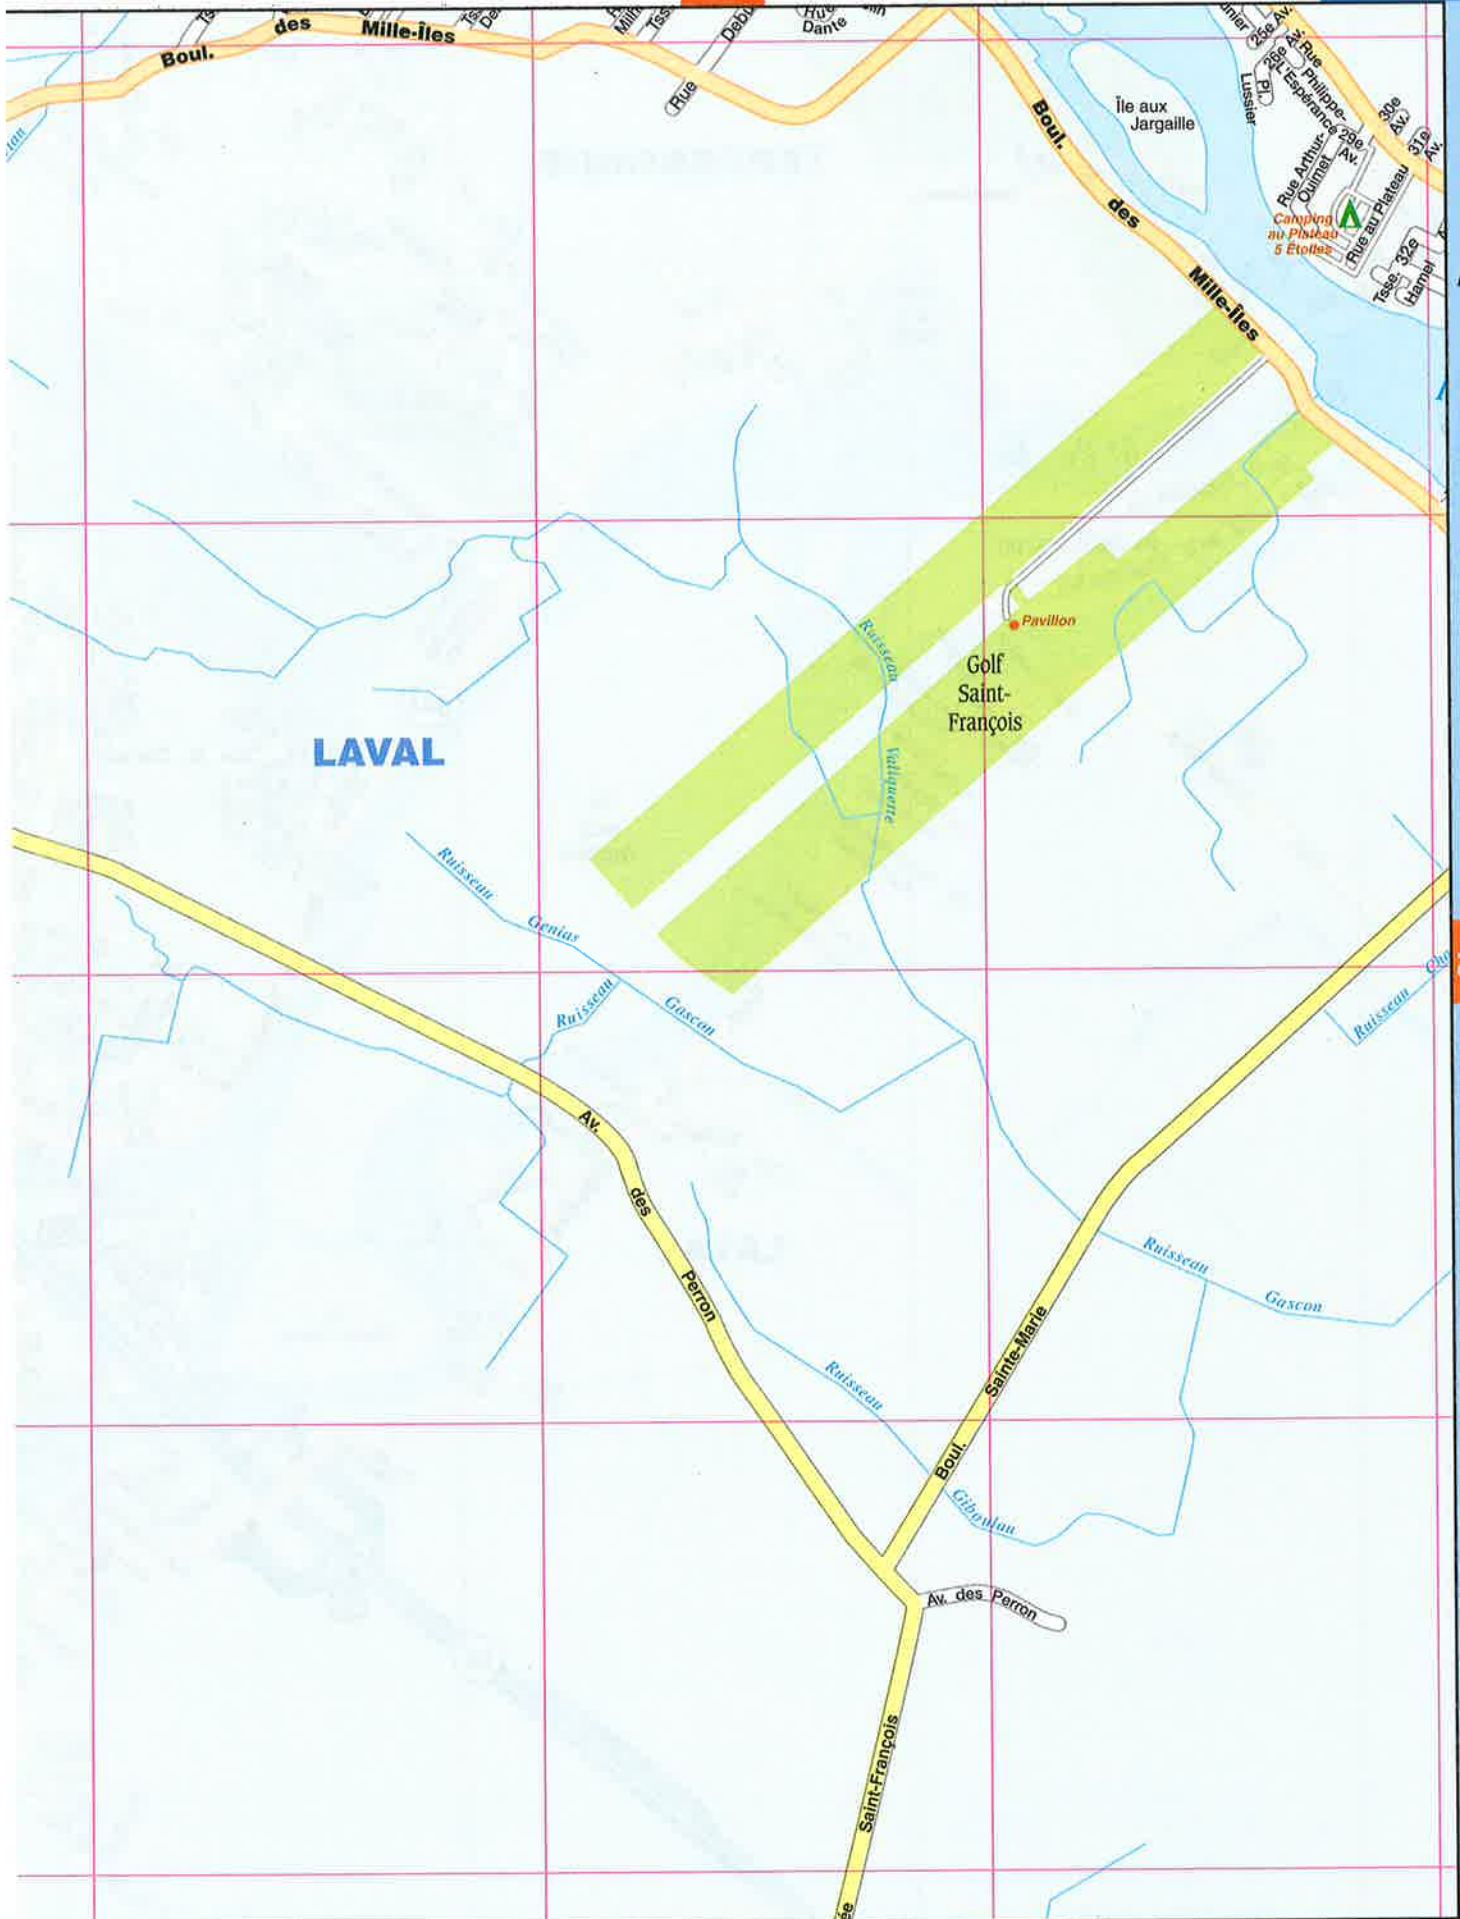 Boul. des Mille-Îles
Rue
Dante
Boul. des Mille-Îles
Île aux
Jargaille
25e Av.
26e Av.
Pl.
Lussier
L'Espérance
Rue Philippe-
29e
Av.
30e
Av.
31e
Av.
Rue Arthur-
Ouimet
Rue au Plateau
Camping
au Plateau
5 Étoiles
Tsse.
32e
Hamel
Pavillon
Golf
Saint-
François
Ruisseau Valiquette
LAVAL
Ruisseau Genias
Ruisseau
Gascon
Ruisseau
Av. des Perron
Ruisseau Gascon
Boul. Sainte-Marie
Ruisseau Giboulau
Av. des Perron
Saint-François